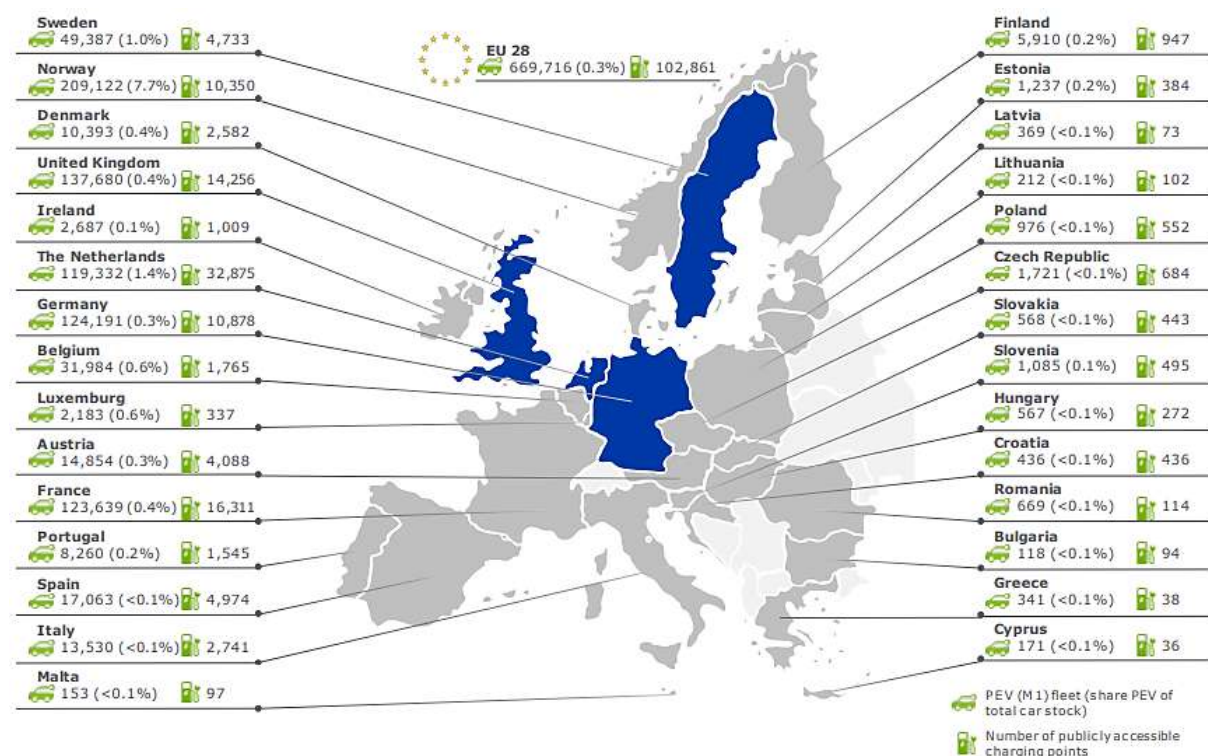 Sweden
49,387 (1.0%) 4,733
Norway
209,122 (7.7%) 10,350
Denmark
10,393 (0.4%) 2,582
United Kingdom
137,680 (0.4%) 14,256
Ireland
2,687 (0.1%) 1,009
The Netherlands
119,332 (1.4%) 32,875
Germany
124,191 (0.3%) 10,878
Belgium
31,984 (0.6%) 1,765
Luxemburg
2,183 (0.6%) 337
Austria
14,854 (0.3%) 4,088
France
123,639 (0.4%) 16,311
Portugal
8,260 (0.2%) 1,545
Spain
17,063 (<0.1%) 4,974
Italy
13,530 (<0.1%) 2,741
Malta
153 (<0.1%) 97
EU 28
669,716 (0.3%) 102,861
Finland
5,910 (0.2%) 947
Estonia
1,237 (0.2%) 384
Latvia
369 (<0.1%) 73
Lithuania
212 (<0.1%) 102
Poland
976 (<0.1%) 552
Czech Republic
1,721 (<0.1%) 684
Slovakia
568 (<0.1%) 443
Slovenia
1,085 (0.1%) 495
Hungary
567 (<0.1%) 272
Croatia
436 (<0.1%) 436
Romania
669 (<0.1%) 114
Bulgaria
118 (<0.1%) 94
Greece
341 (<0.1%) 38
Cyprus
171 (<0.1%) 36
PEV (M1) fleet (share PEV of
total car stock)
Number of publicly accessible
charging points